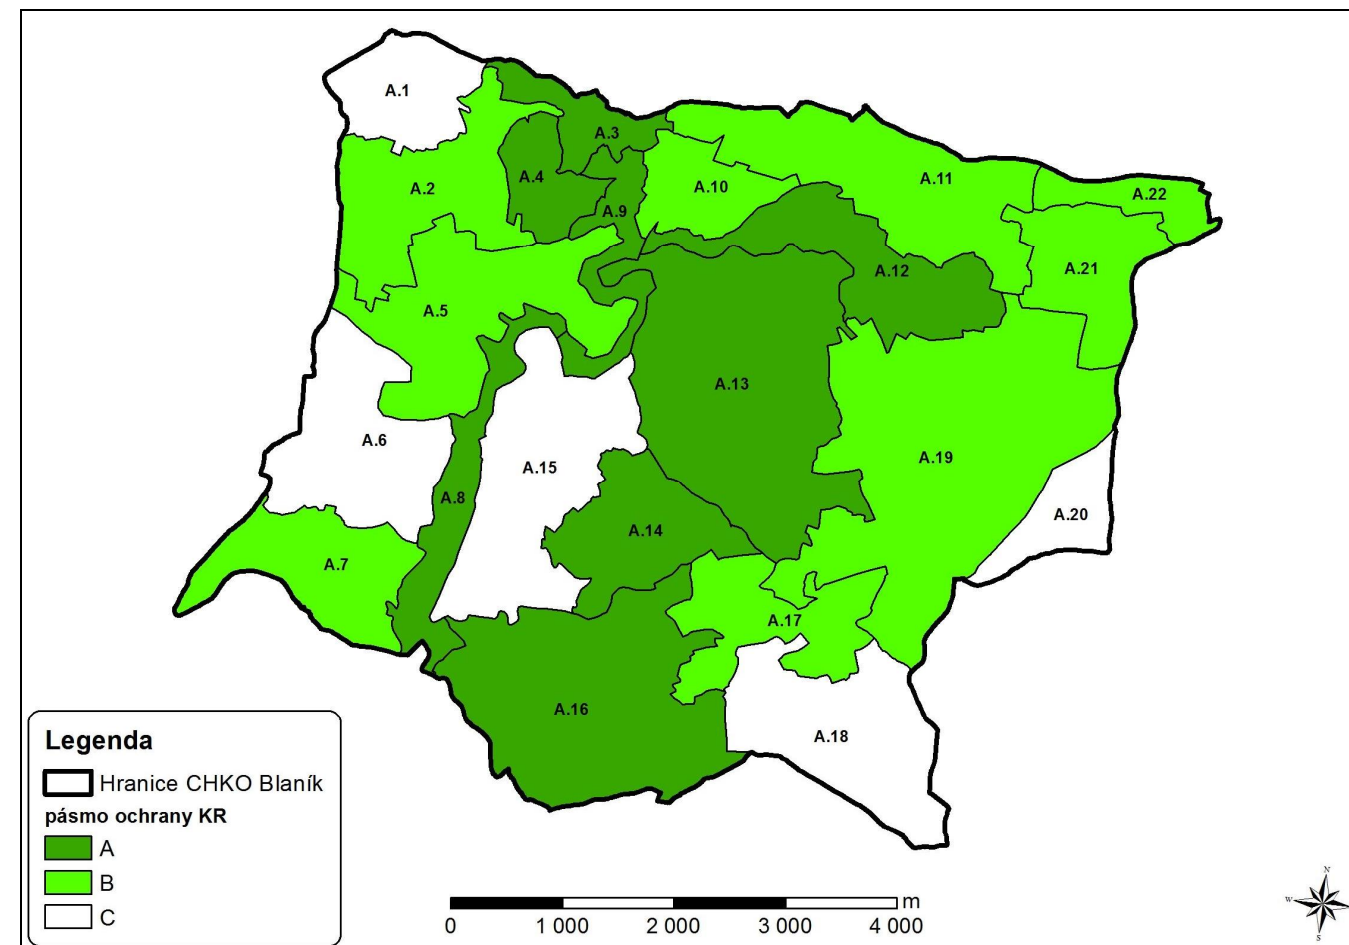 A.1
A.3
A.4
A.2
A.10
A.11
A.22
A.9
A.12
A.21
A.5
A.13
A.6
A.15
A.19
A.8
A.20
A.14
A.7
A.17
A.16
A.18
Legenda
Hranice CHKO Blaník
pásmo ochrany KR
A
B
C
m
0 1 000 2 000 3 000 4 000
N
W
S